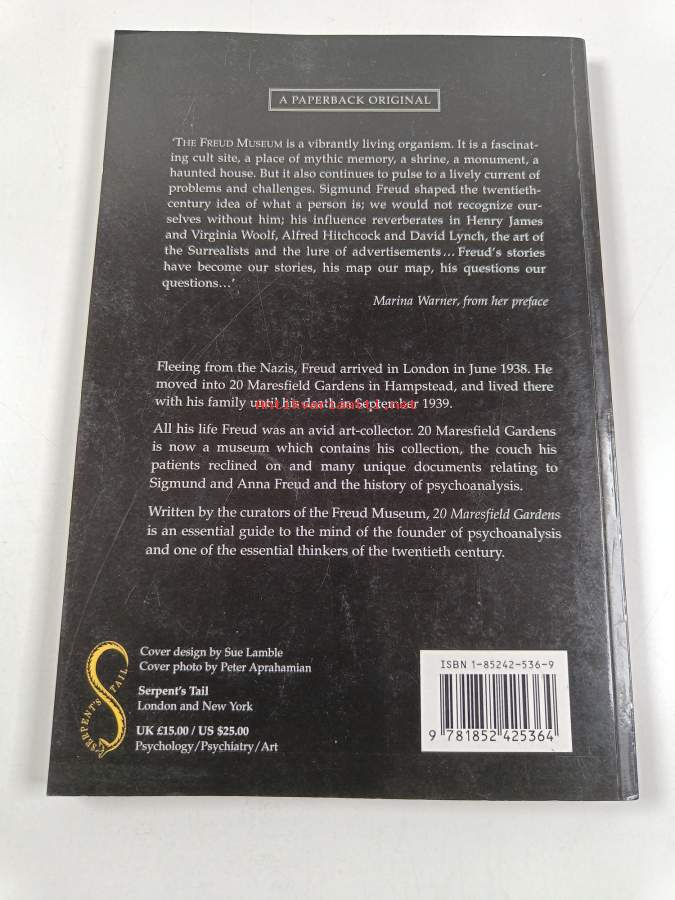 A PAPERBACK ORIGINAL
'THE FREUD MUSEUM is a vibrantly living organism. It is a fascinat-
ing cult site, a place of mythic memory, a shrine, a monument, a
haunted house. But it also continues to pulse to a lively current of
problems and challenges. Sigmund Freud shaped the twentieth-
century idea of what a person is; we would not recognize our-
selves without him; his influence reverberates in Henry James
and Virginia Woolf, Alfred Hitchcock and David Lynch, the art of
the Surrealists and the lure of advertisements… Freud's stories
have become our stories, his map our map, his questions our
questions…'
Marina Warner, from her preface
Fleeing from the Nazis, Freud arrived in London in June 1938. He
moved into 20 Maresfield Gardens in Hampstead, and lived there
with his family until his death in September 1939.
All his life Freud was an avid art-collector. 20 Maresfield Gardens
is now a museum which contains his collection, the couch his
patients reclined on and many unique documents relating to
Sigmund and Anna Freud and the history of psychoanalysis.
Written by the curators of the Freud Museum, 20 Maresfield Gardens
is an essential guide to the mind of the founder of psychoanalysis
and one of the essential thinkers of the twentieth century.
Cover design by Sue Lamble
Cover photo by Peter Aprahamian
Serpent's Tail
London and New York
UK £15.00 / US $25.00
Psychology/Psychiatry/Art
SERPENT'S TAIL
ISBN 1-85242-536-9
9 781852 425364